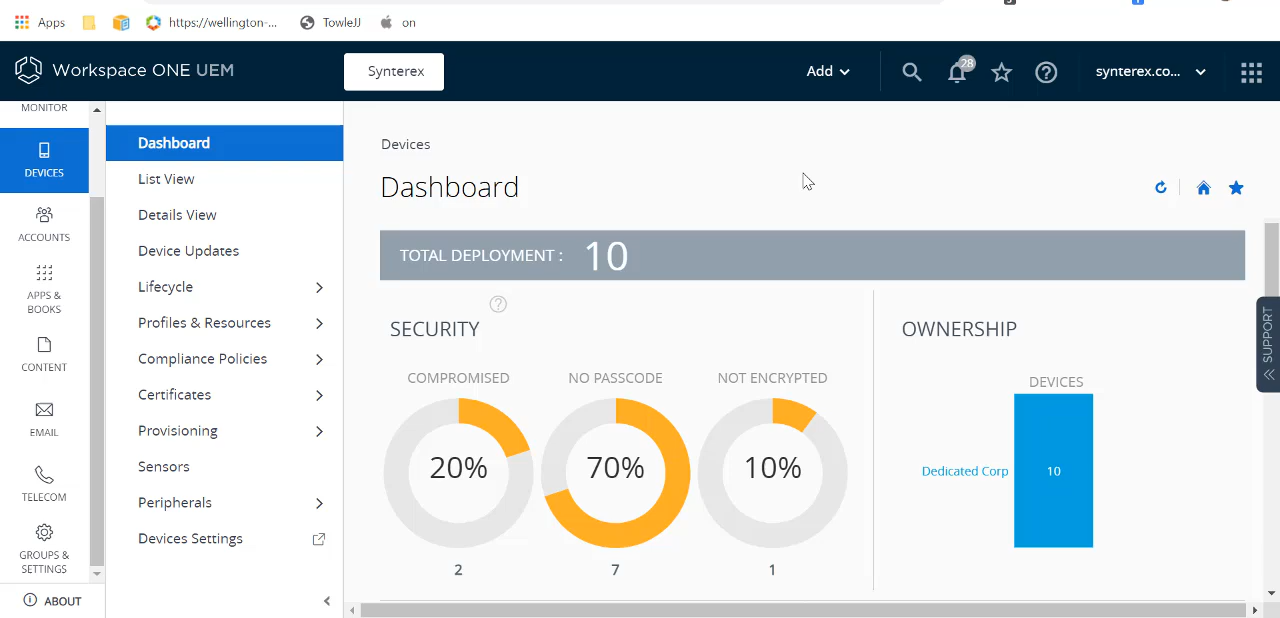 Apps
https://wellington-...
TowleJJ
on
Workspace ONE UEM
Synterex
Add
28
synterex.co...
MONITOR
DEVICES
ACCOUNTS
APPS &
BOOKS
CONTENT
EMAIL
TELECOM
GROUPS &
SETTINGS
ABOUT
Dashboard
List View
Details View
Device Updates
Lifecycle
Profiles & Resources
Compliance Policies
Certificates
Provisioning
Sensors
Peripherals
Devices Settings
Devices
Dashboard
TOTAL DEPLOYMENT : 10
SECURITY
COMPROMISED
20%
2
NO PASSCODE
70%
7
NOT ENCRYPTED
10%
1
OWNERSHIP
DEVICES
Dedicated Corp
10
SUPPORT